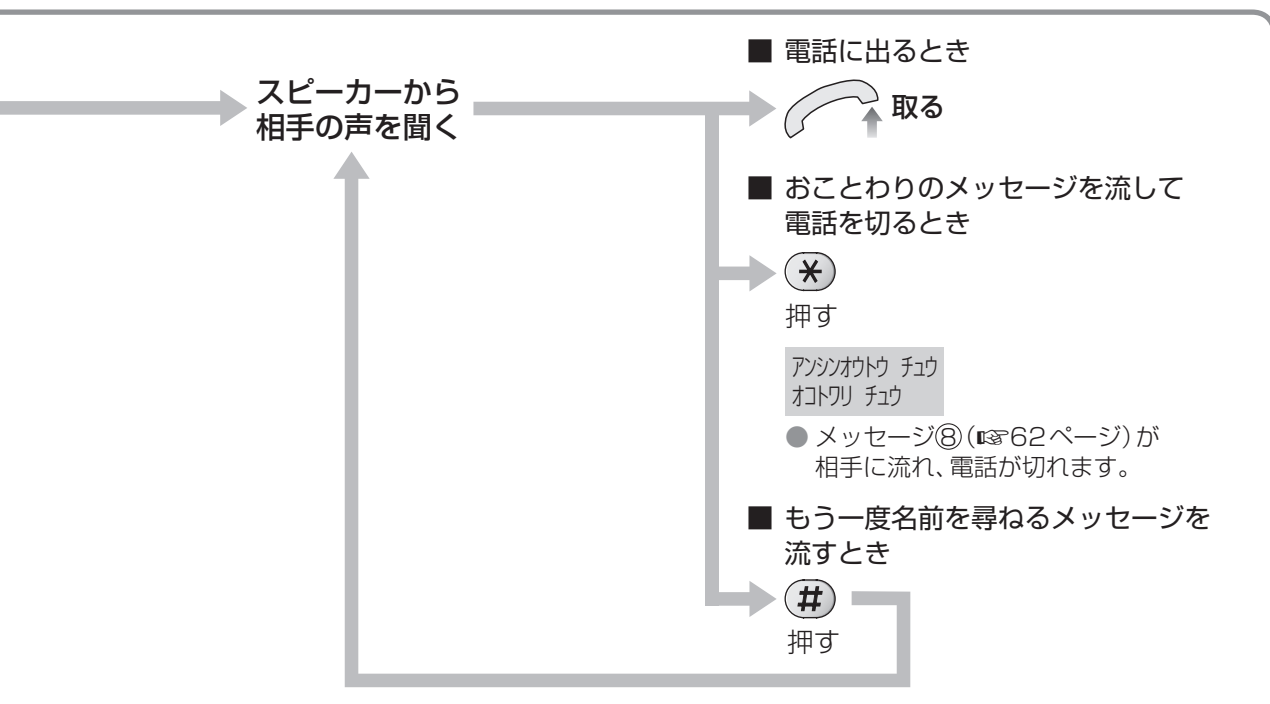 スピーカーから
相手の声を聞く
■ 電話に出るとき
取る
■ おことわりのメッセージを流して
電話を切るとき
＊
押す
ｱﾝｼﾝｵｳﾄｳ ﾁｭｳ
ｵｺﾄﾜﾘ ﾁｭｳ
● メッセージ⑧(☞62ページ)が
相手に流れ、電話が切れます。
■ もう一度名前を尋ねるメッセージを
流すとき
#
押す